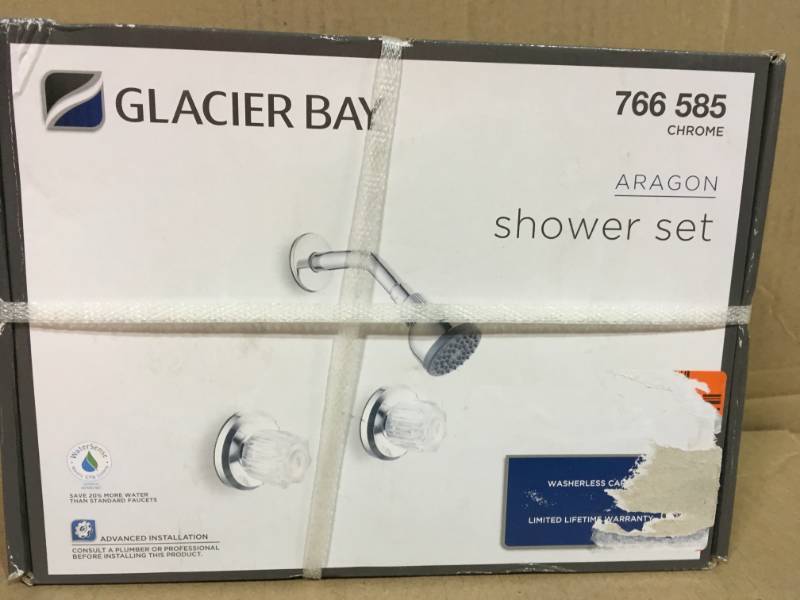 GLACIER BAY
766 585
CHROME
ARAGON
shower set
WaterSense
SAVE 20% MORE WATER
THAN STANDARD FAUCETS
ADVANCED INSTALLATION
CONSULT A PLUMBER OR PROFESSIONAL
BEFORE INSTALLING THIS PRODUCT.
WASHERLESS
LIMITED LIFETIME WARRANTY